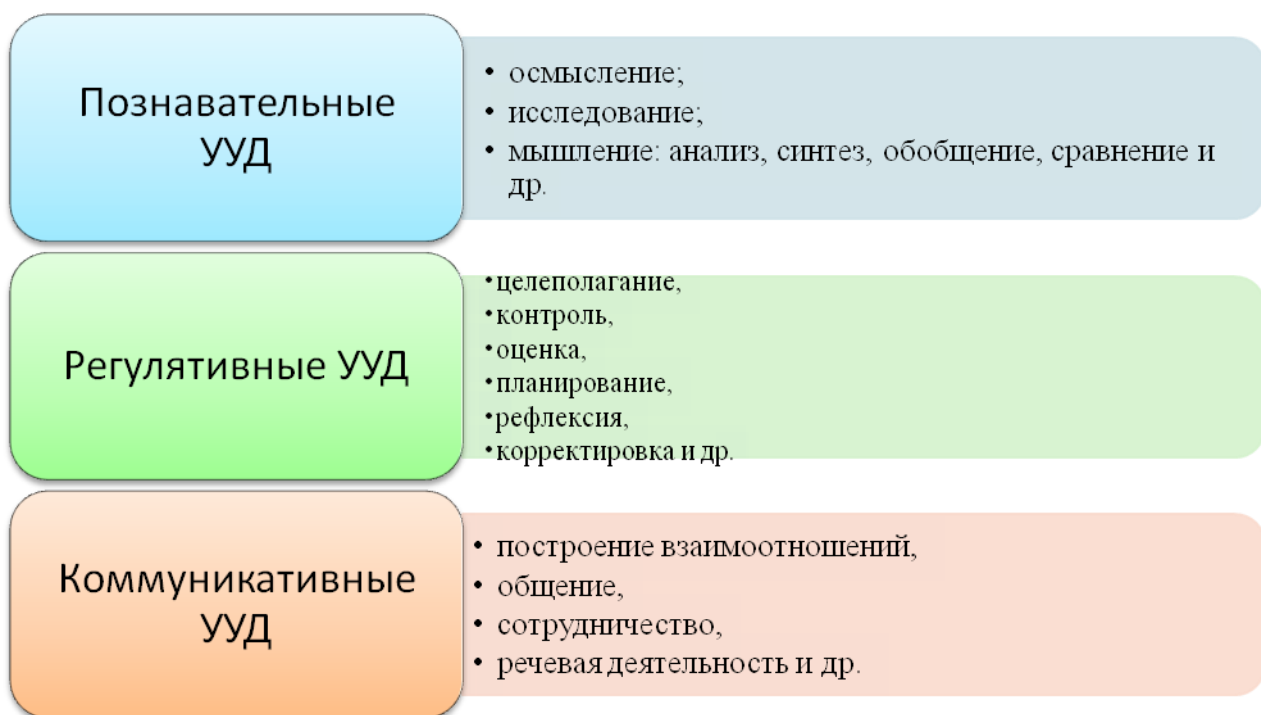 Познавательные
УУД
• осмысление;
• исследование;
• мышление: анализ, синтез, обобщение, сравнение и
др.
Регулятивные УУД
•целеполагание,
•контроль,
•оценка,
•планирование,
•рефлексия,
•корректировка и др.
Коммуникативные
УУД
• построение взаимоотношений,
• общение,
• сотрудничество,
• речевая деятельность и др.